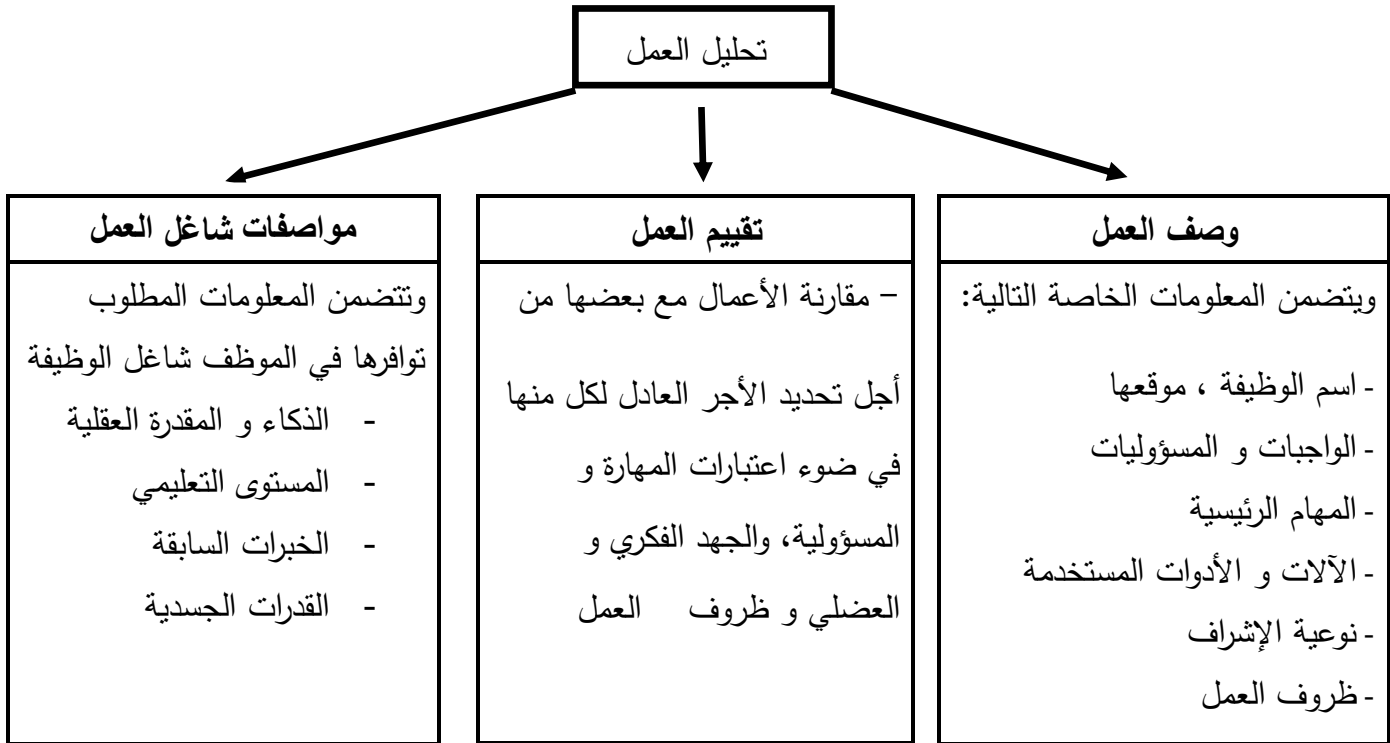 تحليل العمل
وصف العمل
ويتضمن المعلومات الخاصة التالية:
- اسم الوظيفة ، موقعها
- الواجبات و المسؤوليات
- المهام الرئيسية
- الآلات و الأدوات المستخدمة
- نوعية الإشراف
- ظروف العمل
تقييم العمل
– مقارنة الأعمال مع بعضها من
أجل تحديد الأجر العادل لكل منها
في ضوء اعتبارات المهارة و
المسؤولية، والجهد الفكري و
العضلي و ظروف العمل
مواصفات شاغل العمل
وتتضمن المعلومات المطلوب
توافرها في الموظف شاغل الوظيفة
- الذكاء و المقدرة العقلية
- المستوى التعليمي
- الخبرات السابقة
- القدرات الجسدية